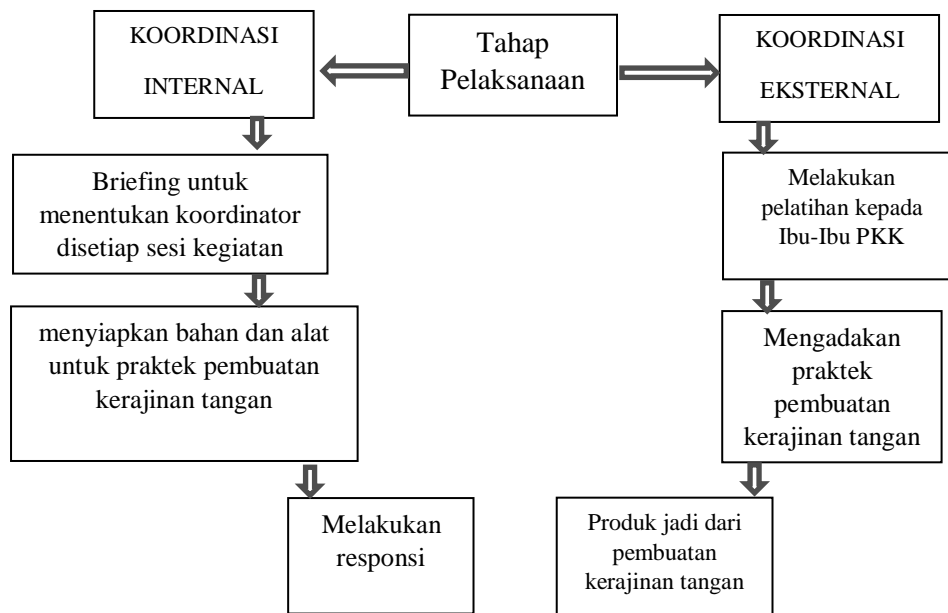 Tahap
Pelaksanaan
KOORDINASI
INTERNAL
Briefing untuk
menentukan koordinator
disetiap sesi kegiatan
menyiapkan bahan dan alat
untuk praktek pembuatan
kerajinan tangan
Melakukan
responsi
KOORDINASI
EKSTERNAL
Melakukan
pelatihan kepada
Ibu-Ibu PKK
Mengadakan
praktek
pembuatan
kerajinan tangan
Produk jadi dari
pembuatan
kerajinan tangan